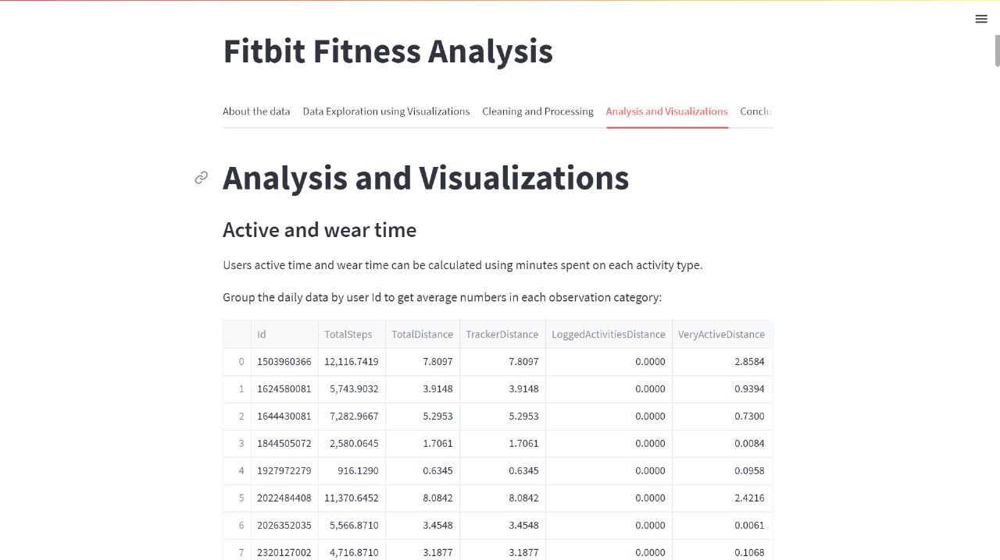 Fitbit Fitness Analysis
About the data Data Exploration using Visualizations Cleaning and Processing Analysis and Visualizations Conclu
Analysis and Visualizations
Active and wear time
Users active time and wear time can be calculated using minutes spent on each activity type.
Group the daily data by user Id to get average numbers in each observation category:
Id TotalSteps TotalDistance TrackerDistance LoggedActivitiesDistance VeryActiveDistance
0 1503960366 12,116.7419 7.8097 7.8097 0.0000 2.8584
1 1624580081 5,743.9032 3.9148 3.9148 0.0000 0.9394
2 1644430081 7,282.9667 5.2953 5.2953 0.0000 0.7300
3 1844505072 2,580.0645 1.7061 1.7061 0.0000 0.0084
4 1927972279 916.1290 0.6345 0.6345 0.0000 0.0958
5 2022484408 11,370.6452 8.0842 8.0842 0.0000 2.4216
6 2026352035 5,566.8710 3.4548 3.4548 0.0000 0.0061
7 2320127002 4,716.8710 3.1877 3.1877 0.0000 0.1068